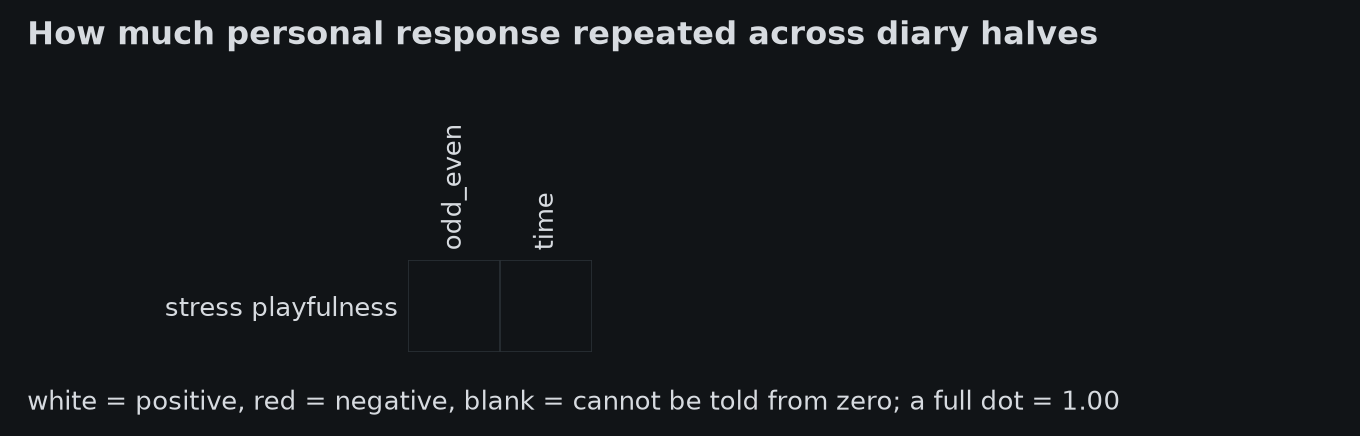 How much personal response repeated across diary halves
odd_even
time
stress playfulness
white = positive, red = negative, blank = cannot be told from zero; a full dot = 1.00